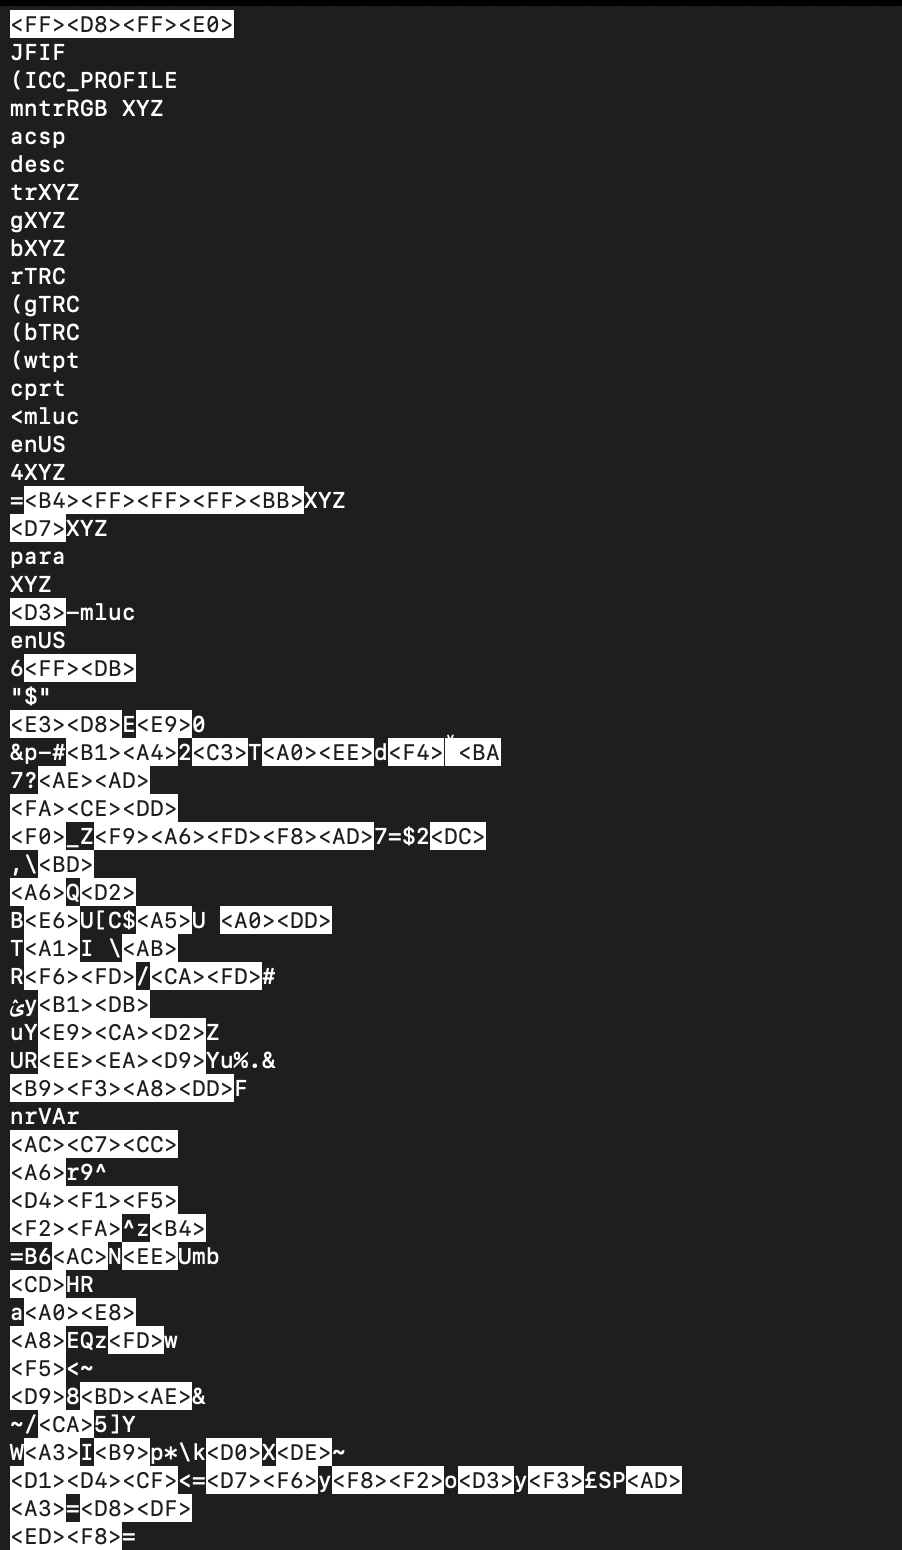 <FF><D8><FF><E0>
JFIF
(ICC_PROFILE
mntrRGB XYZ
acsp
desc
trXYZ
gXYZ
bXYZ
rTRC
(gTRC
(bTRC
(wtpt
cprt
<mluc
enUS
4XYZ
=<B4><FF><FF><FF><BB>XYZ
<D7>XYZ
para
XYZ
<D3>-mluc
enUS
6<FF><DB>
"$"
<E3><D8>E<E9>0
&p-#<B1><A4>2<C3>T<A0><EE>d<F4> ̌<BA
7?<AE><AD>
<FA><CE><DD>
<F0>_Z<F9><A6><FD><F8><AD>7=$2<DC>
,\<BD>
<A6>Q<D2>
B<E6>U[C$<A5>U <A0><DD>
T<A1>I \<AB>
R<F6><FD>/<CA><FD>#
ئy<B1><DB>
uY<E9><CA><D2>Z
UR<EE><EA><D9>Yu%.&
<B9><F3><A8><DD>F
nrVAr
<AC><C7><CC>
<A6>r9^
<D4><F1><F5>
<F2><FA>^z<B4>
=B6<AC>N<EE>Umb
<CD>HR
a<A0><E8>
<A8>EQz<FD>w
<F5><~
<D9>8<BD><AE>&
~/<CA>5]Y
W<A3>I<B9>p*\k<D0>X<DE>~
<D1><D4><CF><=<D7><F6>y<F8><F2>o<D3>y<F3>£SP<AD>
<A3>=<D8><DF>
<ED><F8>=